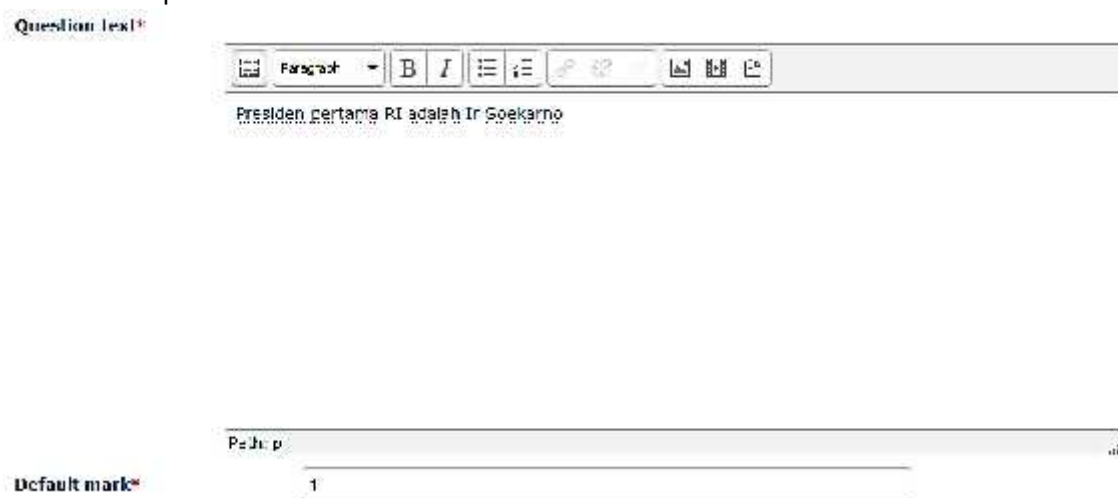 Question text*
Paragraph B I
Presiden pertama RI adalah Ir Soekarno
Path: p
Default mark* 1